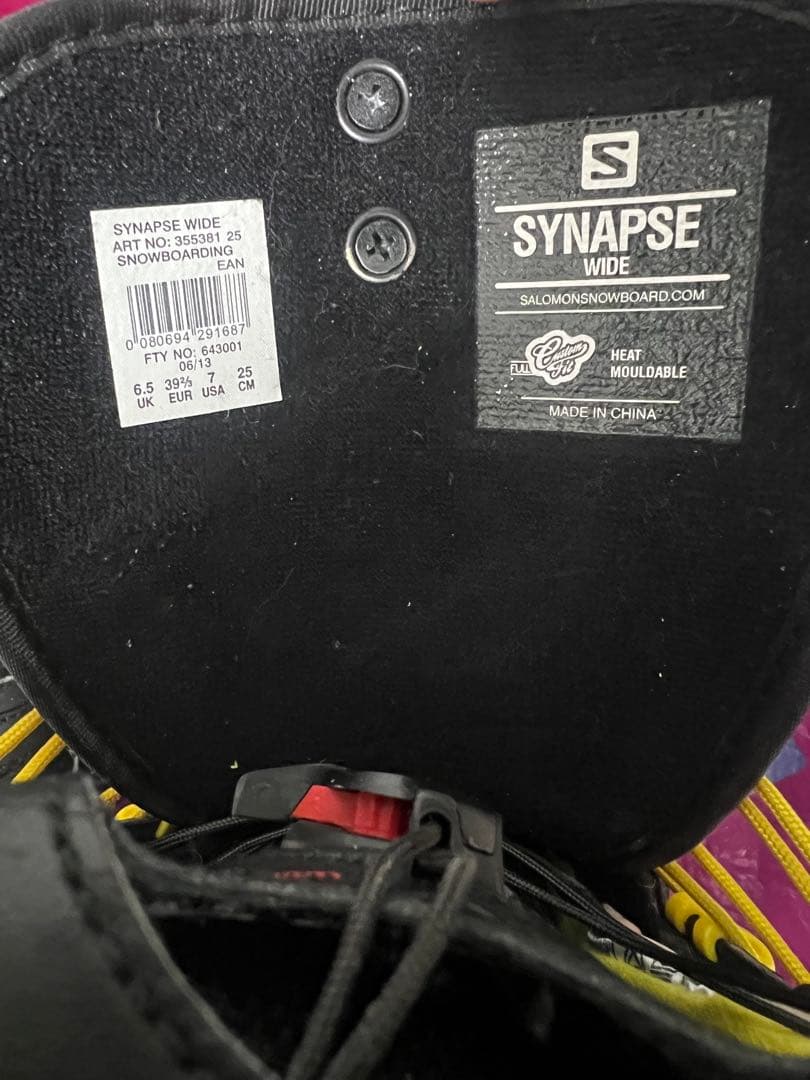 SYNAPSE WIDE
ART NO: 355381 25
SNOWBOARDING
EAN
0 080694 291687
FTY NO: 643001
06/13
6.5 39⅔ 7 25
UK EUR USA CM
S
SYNAPSE
WIDE
SALOMONSNOWBOARD.COM
FULL Custom Fit
HEAT
MOULDABLE
MADE IN CHINA